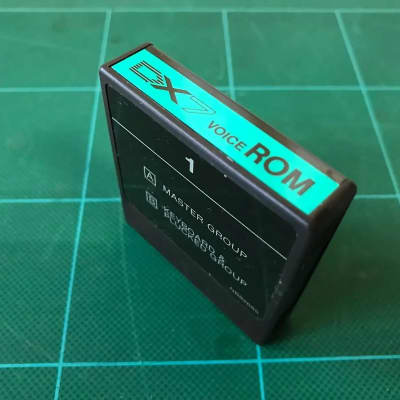 DX7 VOICE ROM
1
A MASTER GROUP
B KEYBOARD &
PLUCKED GROUP